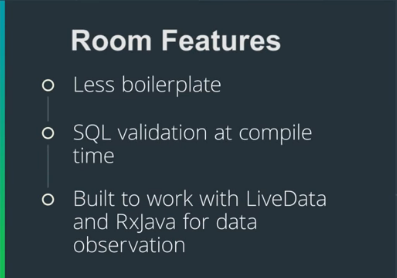 Room Features
Less boilerplate
SQL validation at compile
time
Built to work with LiveData
and RxJava for data
observation